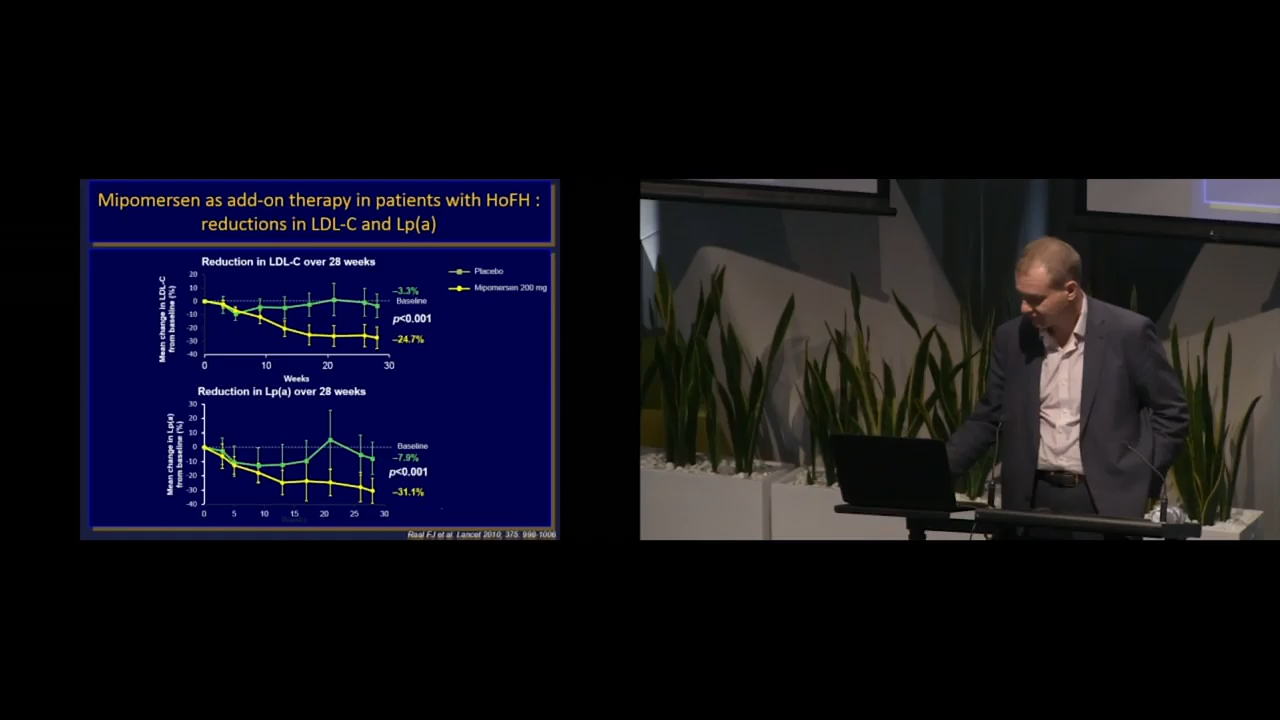 Mipomersen as add-on therapy in patients with HoFH :
reductions in LDL-C and Lp(a)
Reduction in LDL-C over 28 weeks
Placebo
Mipomersen 200 mg
Mean change in LDL-C
from baseline (%)
20
10
0
-10
-20
-30
-40
–3.3%
Baseline
p<0.001
–24.7%
0
10
20
30
Weeks
Reduction in Lp(a) over 28 weeks
Mean change in Lp(a)
from baseline (%)
30
20
10
0
-10
-20
-30
-40
Baseline
–7.9%
p<0.001
–31.1%
0
5
10
15
20
25
30
Weeks
Raal FJ et al. Lancet 2010; 375: 998-1006